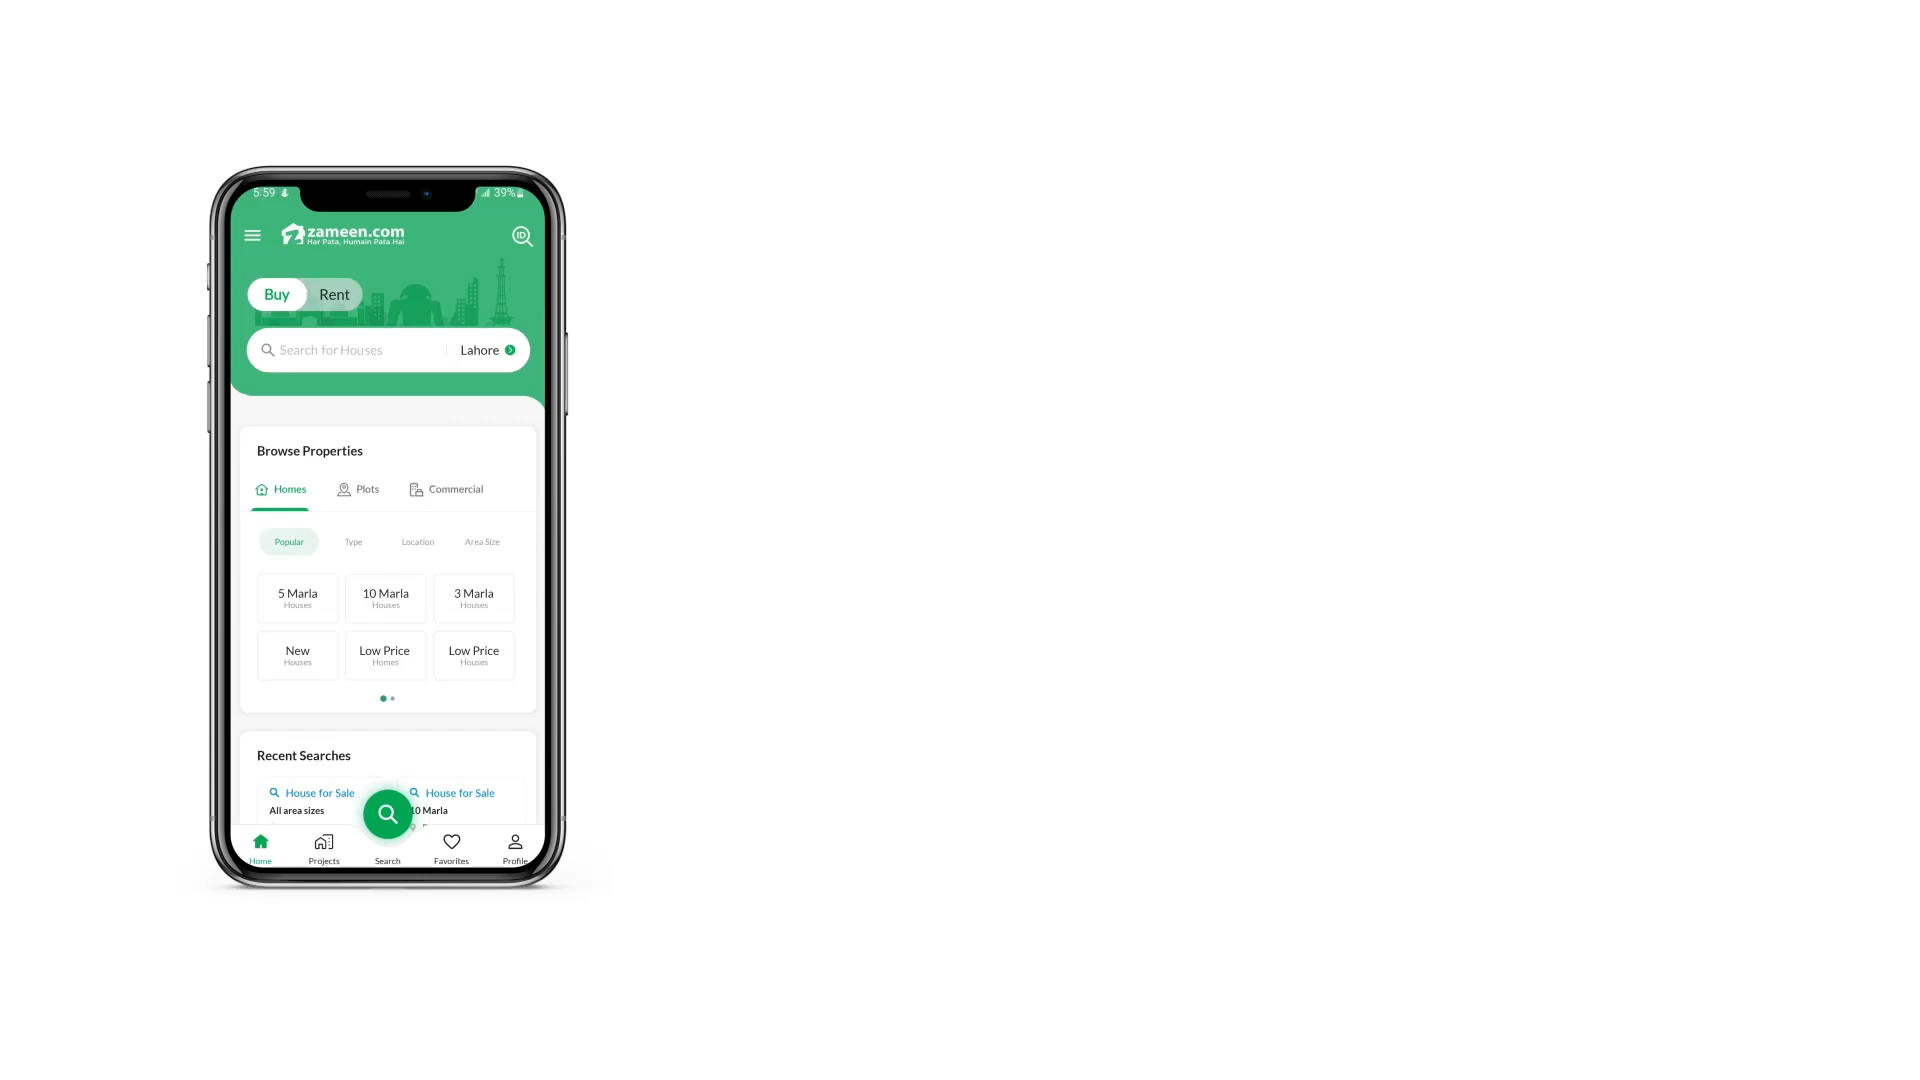 5:59 39%
zameen.com
Har Pata, Humain Pata Hai
ID
Buy Rent
Search for Houses Lahore
Browse Properties
Homes Plots Commercial
Popular Type Location Area Size
5 Marla 10 Marla 3 Marla
Houses Houses Houses
New Low Price Low Price
Houses Homes Houses
Recent Searches
House for Sale House for Sale
All area sizes 10 Marla
Home Projects Search Favorites Profile